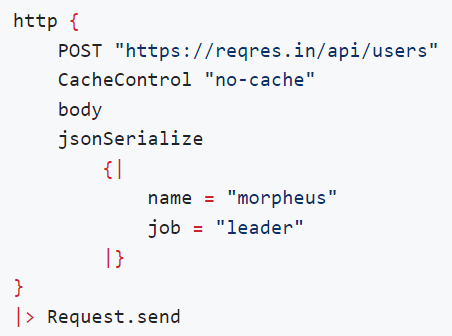 http {
    POST "https://reqres.in/api/users"
    CacheControl "no-cache"
    body
    jsonSerialize
        {|
            name = "morpheus"
            job = "leader"
        |}
}
|> Request.send